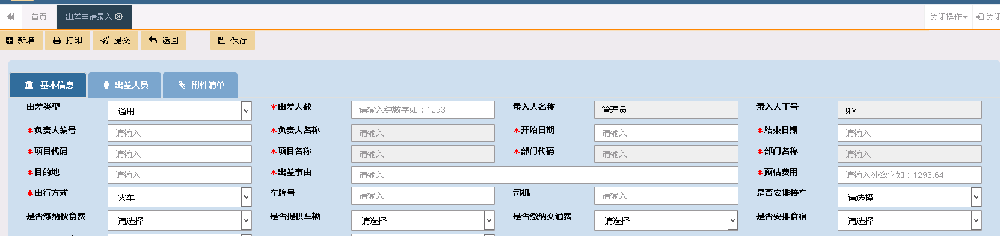 首页 出差申请录入 关闭操作 关闭
新增 打印 提交 返回 保存
基本信息 出差人员 附件清单
出差类型 通用 *出差人数 请输入纯数字如：1293 录入人名称 管理员 录入人工号 gly
*负责人编号 请输入 *负责人名称 请输入 *开始日期 请输入 *结束日期 请输入
*项目代码 请输入 *项目名称 请输入 *部门代码 请输入 *部门名称 请输入
*目的地 请输入 *出差事由 请输入 *预估费用 请输入纯数字如：1293.64
*出行方式 火车 车牌号 请输入 司机 请输入 是否安排接车 请选择
是否缴纳伙食费 请选择 是否提供车辆 请选择 是否缴纳交通费 请选择 是否安排食宿 请选择